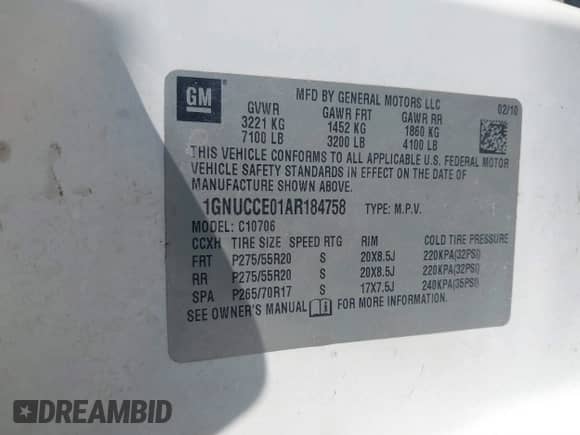 GM
MFD BY GENERAL MOTORS LLC
02/10
GVWR GAWR FRT GAWR RR
3221 KG 1452 KG 1860 KG
7100 LB 3200 LB 4100 LB
THIS VEHICLE CONFORMS TO ALL APPLICABLE U.S. FEDERAL MOTOR
VEHICLE SAFETY STANDARDS IN EFFECT ON THE DATE OF
MANUFACTURE SHOWN ABOVE.
1GNUCCE01AR184758 TYPE: M.P.V.
MODEL: C10706
CCXH TIRE SIZE SPEED RTG RIM COLD TIRE PRESSURE
FRT P275/55R20 S 20X8.5J 220KPA(32PSI)
RR P275/55R20 S 20X8.5J 220KPA(32PSI)
SPA P265/70R17 S 17X7.5J 240KPA(35PSI)
SEE OWNER'S MANUAL FOR MORE INFORMATION.
DREAMBID